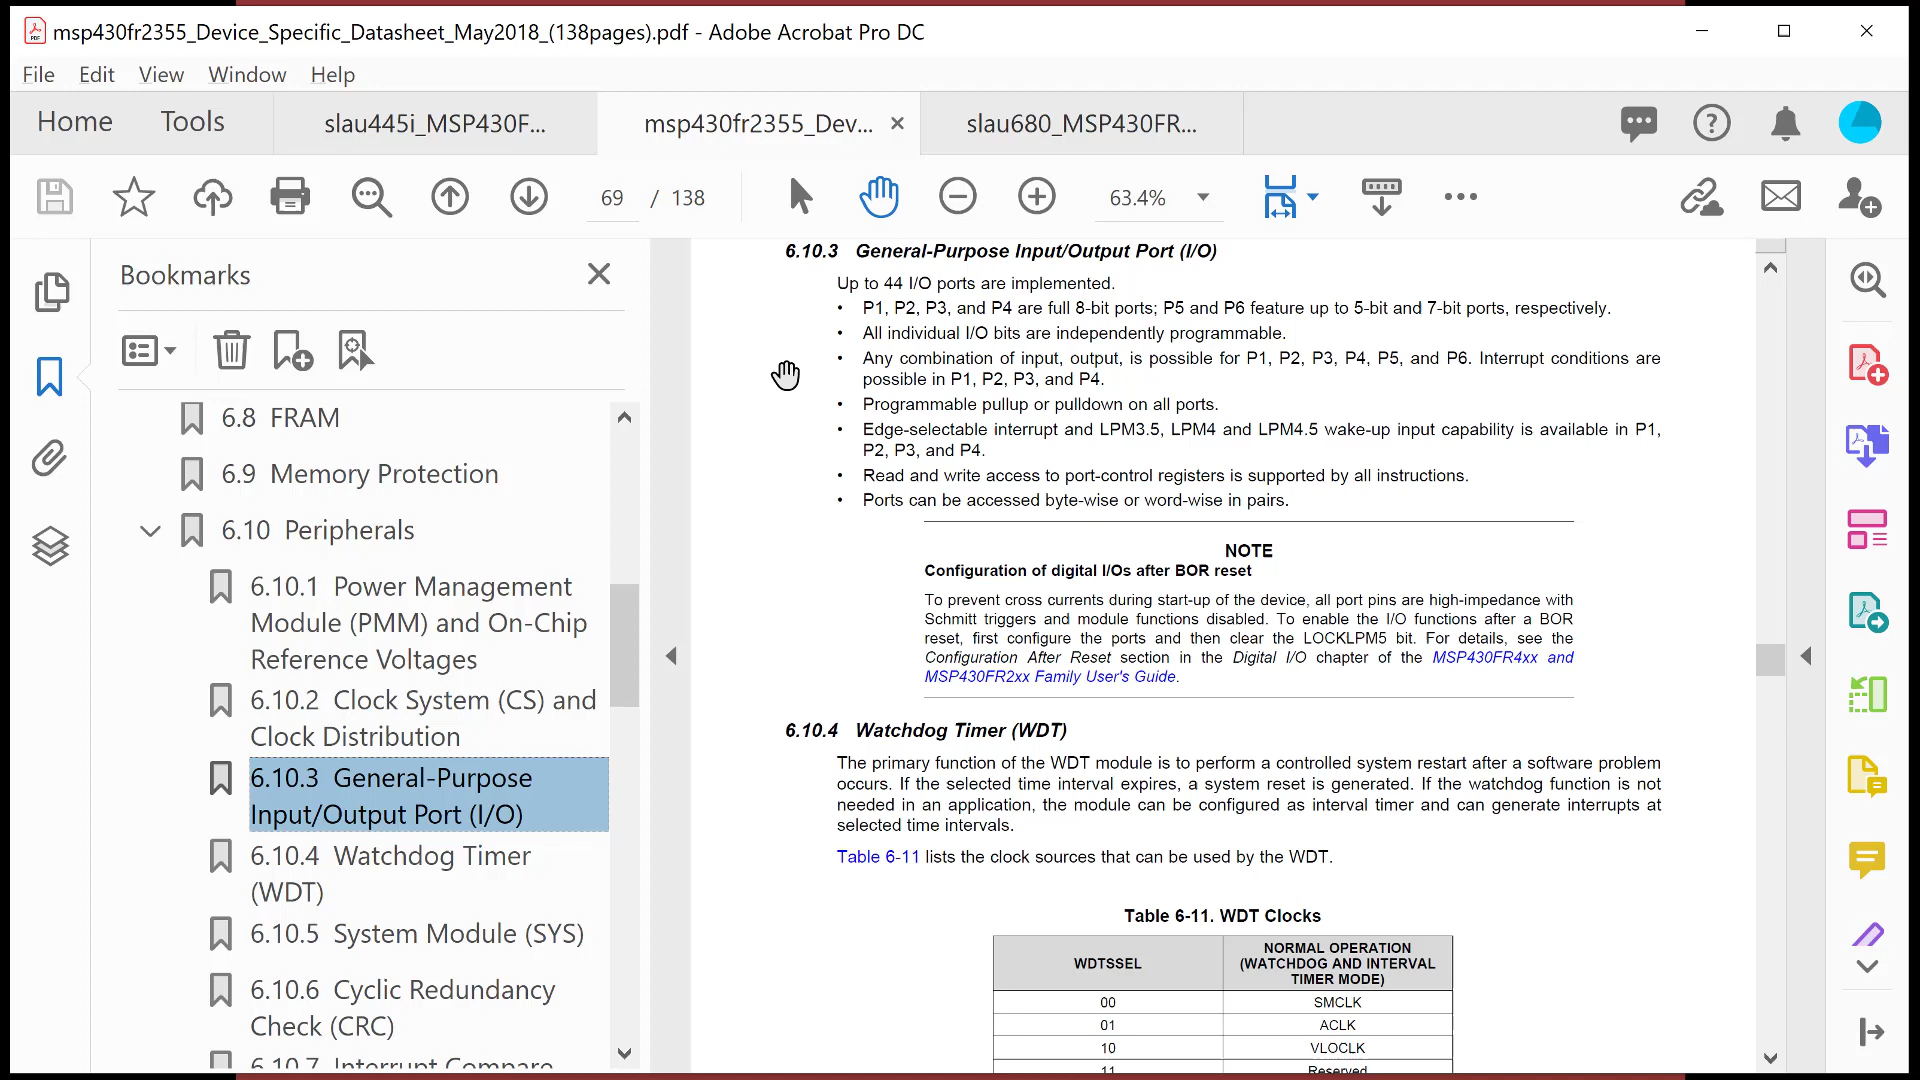 msp430fr2355_Device_Specific_Datasheet_May2018_(138pages).pdf - Adobe Acrobat Pro DC
File Edit View Window Help
Home Tools slau445i_MSP430F... msp430fr2355_Dev... slau680_MSP430FR...
69 / 138 63.4%
Bookmarks
6.8 FRAM
6.9 Memory Protection
6.10 Peripherals
6.10.1 Power Management
Module (PMM) and On-Chip
Reference Voltages
6.10.2 Clock System (CS) and
Clock Distribution
6.10.3 General-Purpose
Input/Output Port (I/O)
6.10.4 Watchdog Timer
(WDT)
6.10.5 System Module (SYS)
6.10.6 Cyclic Redundancy
Check (CRC)
6.10.7 Interrupt Compare
6.10.3 General-Purpose Input/Output Port (I/O)
Up to 44 I/O ports are implemented.
• P1, P2, P3, and P4 are full 8-bit ports; P5 and P6 feature up to 5-bit and 7-bit ports, respectively.
• All individual I/O bits are independently programmable.
• Any combination of input, output, is possible for P1, P2, P3, P4, P5, and P6. Interrupt conditions are
possible in P1, P2, P3, and P4.
• Programmable pullup or pulldown on all ports.
• Edge-selectable interrupt and LPM3.5, LPM4 and LPM4.5 wake-up input capability is available in P1,
P2, P3, and P4.
• Read and write access to port-control registers is supported by all instructions.
• Ports can be accessed byte-wise or word-wise in pairs.
NOTE
Configuration of digital I/Os after BOR reset
To prevent cross currents during start-up of the device, all port pins are high-impedance with
Schmitt triggers and module functions disabled. To enable the I/O functions after a BOR
reset, first configure the ports and then clear the LOCKLPM5 bit. For details, see the
Configuration After Reset section in the Digital I/O chapter of the MSP430FR4xx and
MSP430FR2xx Family User's Guide.
6.10.4 Watchdog Timer (WDT)
The primary function of the WDT module is to perform a controlled system restart after a software problem
occurs. If the selected time interval expires, a system reset is generated. If the watchdog function is not
needed in an application, the module can be configured as interval timer and can generate interrupts at
selected time intervals.
Table 6-11 lists the clock sources that can be used by the WDT.
Table 6-11. WDT Clocks
WDTSSEL NORMAL OPERATION
(WATCHDOG AND INTERVAL
TIMER MODE)
00 SMCLK
01 ACLK
10 VLOCLK
11 Reserved